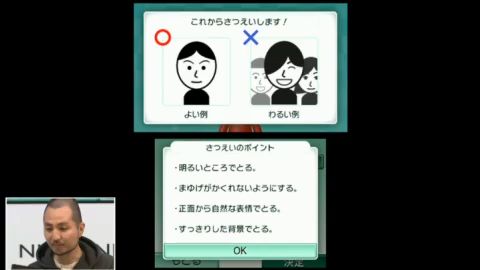 これからさつえいします!
よい例
わるい例
さつえいのポイント
・明るいところでとる。
・まゆげがかくれないようにする。
・正面から自然な表情でとる。
・すっきりした背景でとる。
OK
もどる
決定